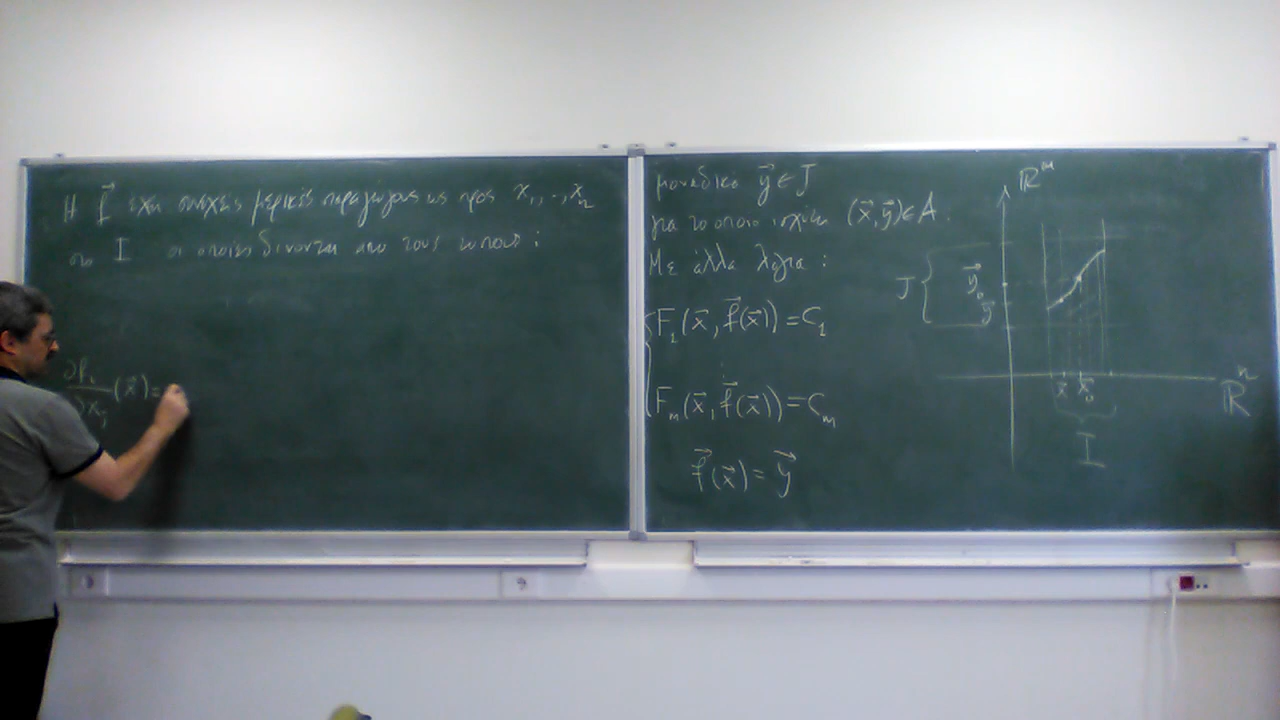 Η f⃗ έχει συνεχείς μερικές παραγώγους ως προς x₁,..,xₙ
στο I οι οποίες δίνονται από τους τύπους :
∂fᵢ/∂xⱼ (x⃗) =
μοναδικό y⃗ ∈ J
για το οποίο ισχύει (x⃗,y⃗) ∈ A.
Με άλλα λόγια :
F₁(x⃗, f⃗(x⃗)) = C₁
⋮
Fₘ(x⃗, f⃗(x⃗)) = Cₘ
f⃗(x⃗) = y⃗
ℝᵐ
J
y⃗₀
y⃗
x⃗ x⃗₀
ℝⁿ
I